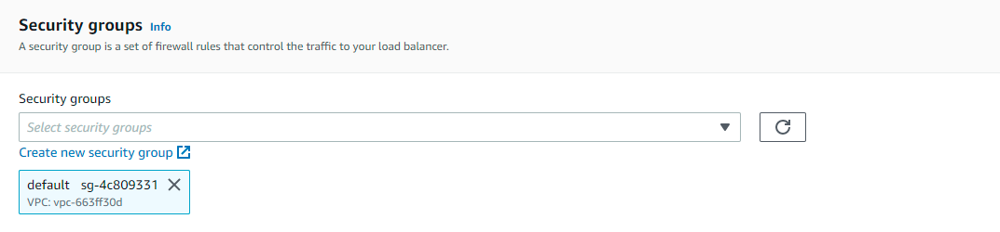 Security groups Info
A security group is a set of firewall rules that control the traffic to your load balancer.
Security groups
Select security groups
Create new security group
default sg-4c809331
VPC: vpc-663ff30d